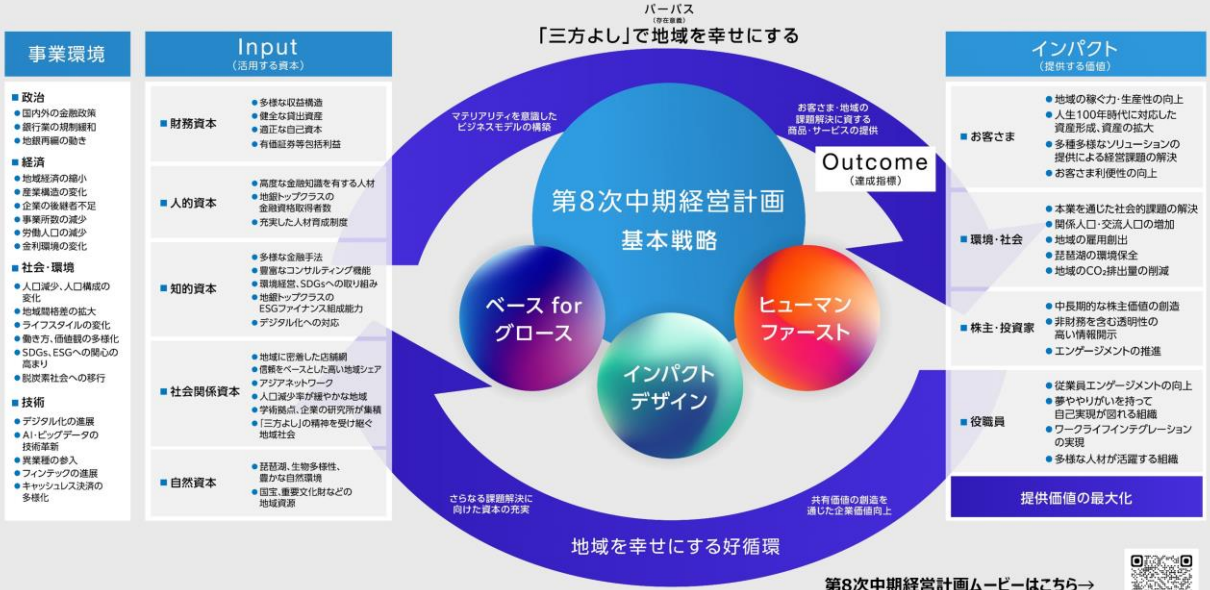 パーパス
(存在意義)
「三方よし」で地域を幸せにする
事業環境
■政治
●国内外の金融政策
●銀行業の規制緩和
●地銀再編の動き
■経済
●地域経済の縮小
●産業構造の変化
●企業の後継者不足
●事業所数の減少
●労働人口の減少
●金利環境の変化
■社会・環境
●人口減少、人口構成の
変化
●地域間格差の拡大
●ライフスタイルの変化
●働き方、価値観の多様化
●SDGs、ESGへの関心の
高まり
●脱炭素社会への移行
■技術
●デジタル化の進展
●AI・ビッグデータの
技術革新
●異業種の参入
●フィンテックの進展
●キャッシュレス決済の
多様化
Input
(活用する資本)
■財務資本
●多様な収益構造
●健全な貸出資産
●適正な自己資本
●有価証券等包括利益
■人的資本
●高度な金融知識を有する人材
●地銀トップクラスの
金融資格取得者数
●充実した人材育成制度
■知的資本
●多様な金融手法
●豊富なコンサルティング機能
●環境経営、SDGsへの取り組み
●地銀トップクラスの
ESGファイナンス組成能力
●デジタル化への対応
■社会関係資本
●地域に密着した店舗網
●信頼をベースとした高い地域シェア
●アジアネットワーク
●人口減少率が緩やかな地域
●学術拠点、企業の研究所が集積
●「三方よし」の精神を受け継ぐ
地域社会
■自然資本
●琵琶湖、生物多様性、
豊かな自然環境
●国宝、重要文化財などの
地域資源
マテリアリティを意識した
ビジネスモデルの構築
お客さま・地域の
課題解決に資する
商品・サービスの提供
Outcome
(達成指標)
第8次中期経営計画
基本戦略
ベース for
グロース
インパクト
デザイン
ヒューマン
ファースト
さらなる課題解決に
向けた資本の充実
共有価値の創造を
通じた企業価値向上
地域を幸せにする好循環
インパクト
(提供する価値)
■お客さま
●地域の稼ぐ力・生産性の向上
●人生100年時代に対応した
資産形成、資産の拡大
●多種多様なソリューションの
提供による経営課題の解決
●お客さま利便性の向上
■環境・社会
●本業を通じた社会的課題の解決
●関係人口・交流人口の増加
●地域の雇用創出
●琵琶湖の環境保全
●地域のCO₂排出量の削減
■株主・投資家
●中長期的な株主価値の創造
●非財務を含む透明性の
高い情報開示
●エンゲージメントの推進
■役職員
●従業員エンゲージメントの向上
●夢ややりがいを持って
自己実現が図れる組織
●ワークライフインテグレーション
の実現
●多様な人材が活躍する組織
提供価値の最大化
第8次中期経営計画ムービーはこちら→